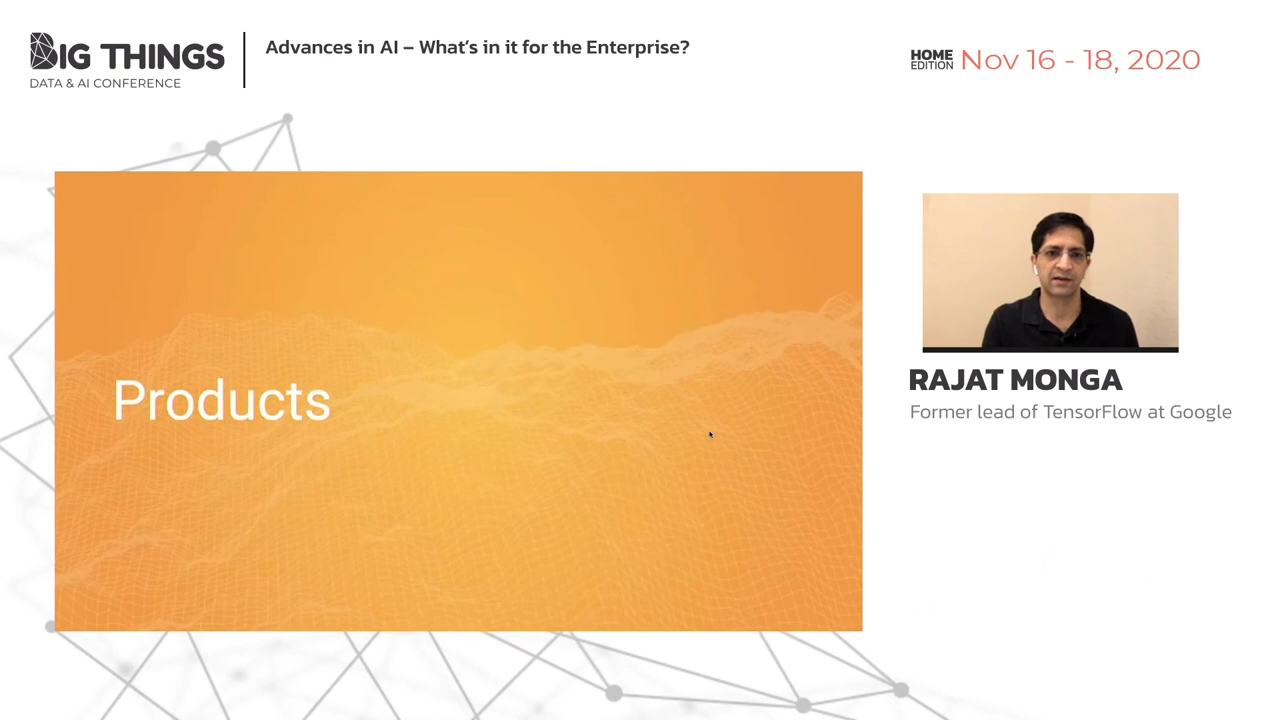 BIG THINGS
DATA & AI CONFERENCE
Advances in AI – What's in it for the Enterprise?
HOME
EDITION
Nov 16 - 18, 2020
Products
RAJAT MONGA
Former lead of TensorFlow at Google